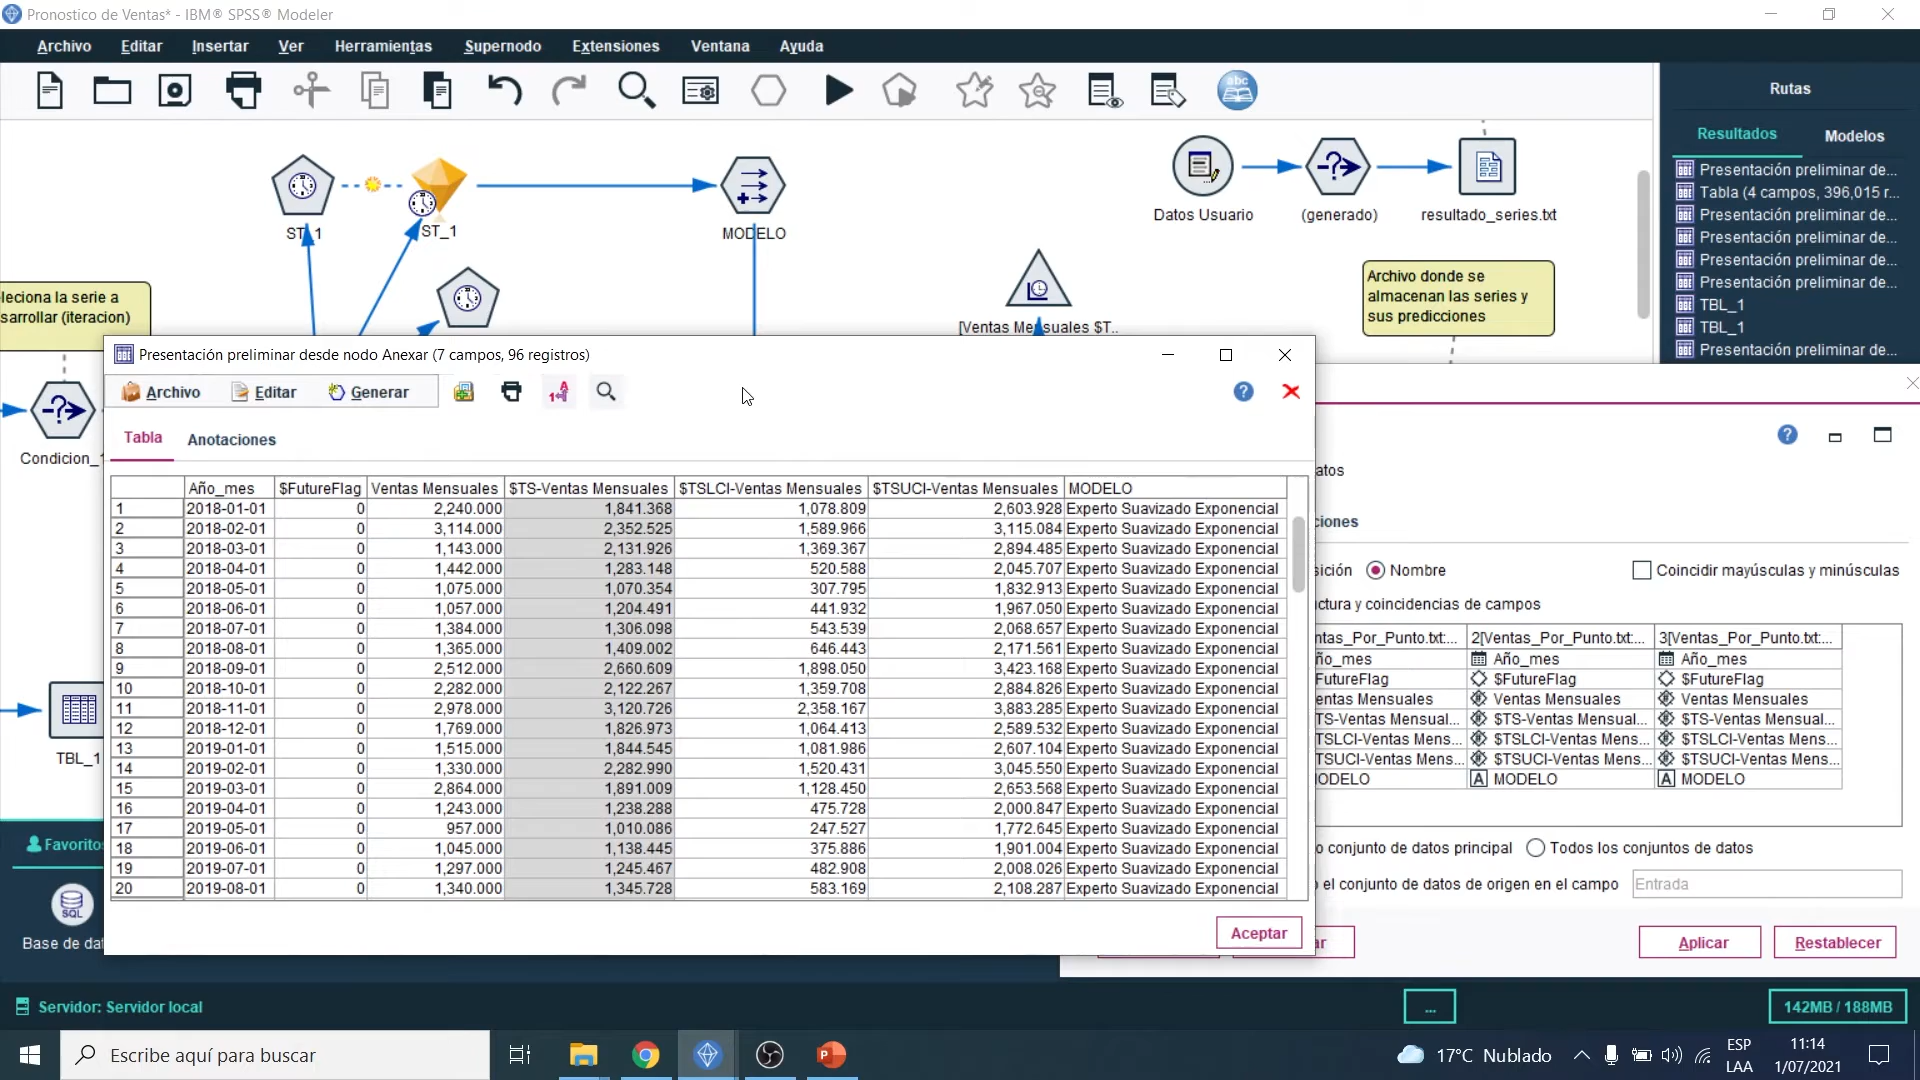 Pronostico de Ventas* - IBM® SPSS® Modeler
Archivo Editar Insertar Ver Herramientas Supernodo Extensiones Ventana Ayuda
abc
ST_1
ST_1
MODELO
Datos Usuario
(generado)
resultado_series.txt
leciona la serie a
sarrollar (iteracion)
[Ventas Mensuales $T...
Archivo donde se
almacenan las series y
sus predicciones
Condicion_1
TBL_1
Rutas
Resultados Modelos
Presentación preliminar de...
Tabla (4 campos, 396,015 r...
Presentación preliminar de...
Presentación preliminar de...
Presentación preliminar de...
Presentación preliminar de...
TBL_1
TBL_1
Presentación preliminar de...
Presentación preliminar desde nodo Anexar (7 campos, 96 registros)
Archivo Editar Generar
Tabla Anotaciones
Año_mes $FutureFlag Ventas Mensuales $TS-Ventas Mensuales $TSLCI-Ventas Mensuales $TSUCI-Ventas Mensuales MODELO
1 2018-01-01 0 2,240.000 1,841.368 1,078.809 2,603.928 Experto Suavizado Exponencial
2 2018-02-01 0 3,114.000 2,352.525 1,589.966 3,115.084 Experto Suavizado Exponencial
3 2018-03-01 0 1,143.000 2,131.926 1,369.367 2,894.485 Experto Suavizado Exponencial
4 2018-04-01 0 1,442.000 1,283.148 520.588 2,045.707 Experto Suavizado Exponencial
5 2018-05-01 0 1,075.000 1,070.354 307.795 1,832.913 Experto Suavizado Exponencial
6 2018-06-01 0 1,057.000 1,204.491 441.932 1,967.050 Experto Suavizado Exponencial
7 2018-07-01 0 1,384.000 1,306.098 543.539 2,068.657 Experto Suavizado Exponencial
8 2018-08-01 0 1,365.000 1,409.002 646.443 2,171.561 Experto Suavizado Exponencial
9 2018-09-01 0 2,512.000 2,660.609 1,898.050 3,423.168 Experto Suavizado Exponencial
10 2018-10-01 0 2,282.000 2,122.267 1,359.708 2,884.826 Experto Suavizado Exponencial
11 2018-11-01 0 2,978.000 3,120.726 2,358.167 3,883.285 Experto Suavizado Exponencial
12 2018-12-01 0 1,769.000 1,826.973 1,064.413 2,589.532 Experto Suavizado Exponencial
13 2019-01-01 0 1,515.000 1,844.545 1,081.986 2,607.104 Experto Suavizado Exponencial
14 2019-02-01 0 1,330.000 2,282.990 1,520.431 3,045.550 Experto Suavizado Exponencial
15 2019-03-01 0 2,864.000 1,891.009 1,128.450 2,653.568 Experto Suavizado Exponencial
16 2019-04-01 0 1,243.000 1,238.288 475.728 2,000.847 Experto Suavizado Exponencial
17 2019-05-01 0 957.000 1,010.086 247.527 1,772.645 Experto Suavizado Exponencial
18 2019-06-01 0 1,045.000 1,138.445 375.886 1,901.004 Experto Suavizado Exponencial
19 2019-07-01 0 1,297.000 1,245.467 482.908 2,008.026 Experto Suavizado Exponencial
20 2019-08-01 0 1,340.000 1,345.728 583.169 2,108.287 Experto Suavizado Exponencial
Aceptar
atos
ciones
sición Nombre Coincidir mayúsculas y minúsculas
uctura y coincidencias de campos
ntas_Por_Punto.txt:... 2[Ventas_Por_Punto.txt:... 3[Ventas_Por_Punto.txt:...
ño_mes Año_mes Año_mes
FutureFlag $FutureFlag $FutureFlag
entas Mensuales Ventas Mensuales Ventas Mensuales
TS-Ventas Mensual... $TS-Ventas Mensual... $TS-Ventas Mensual...
TSLCI-Ventas Mens... $TSLCI-Ventas Mens... $TSLCI-Ventas Mens...
TSUCI-Ventas Mens... $TSUCI-Ventas Mens... $TSUCI-Ventas Mens...
MODELO MODELO MODELO
o conjunto de datos principal Todos los conjuntos de datos
o el conjunto de datos de origen en el campo Entrada
ar Aplicar Restablecer
Favorito
SQL
Base de dat
Servidor: Servidor local
...
142MB / 188MB
Escribe aquí para buscar
17°C Nublado
ESP
LAA
11:14
1/07/2021